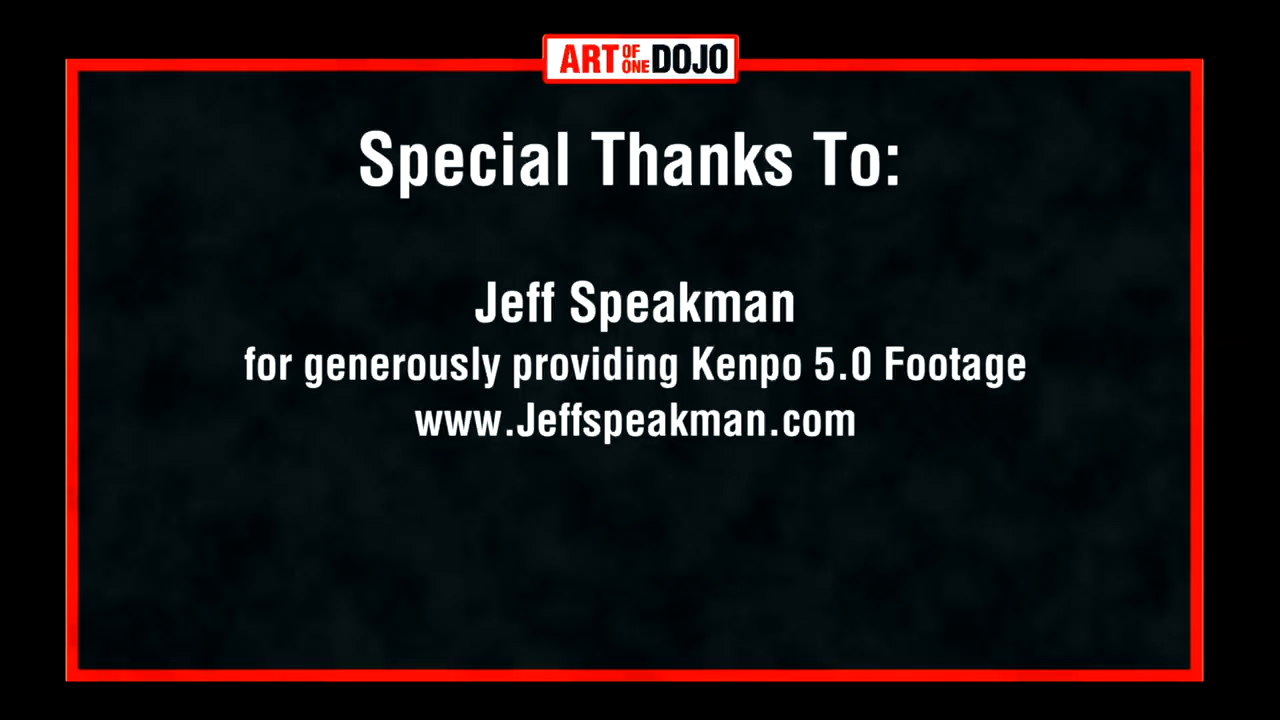 ART OF ONE DOJO
Special Thanks To:
Jeff Speakman
for generously providing Kenpo 5.0 Footage
www.Jeffspeakman.com